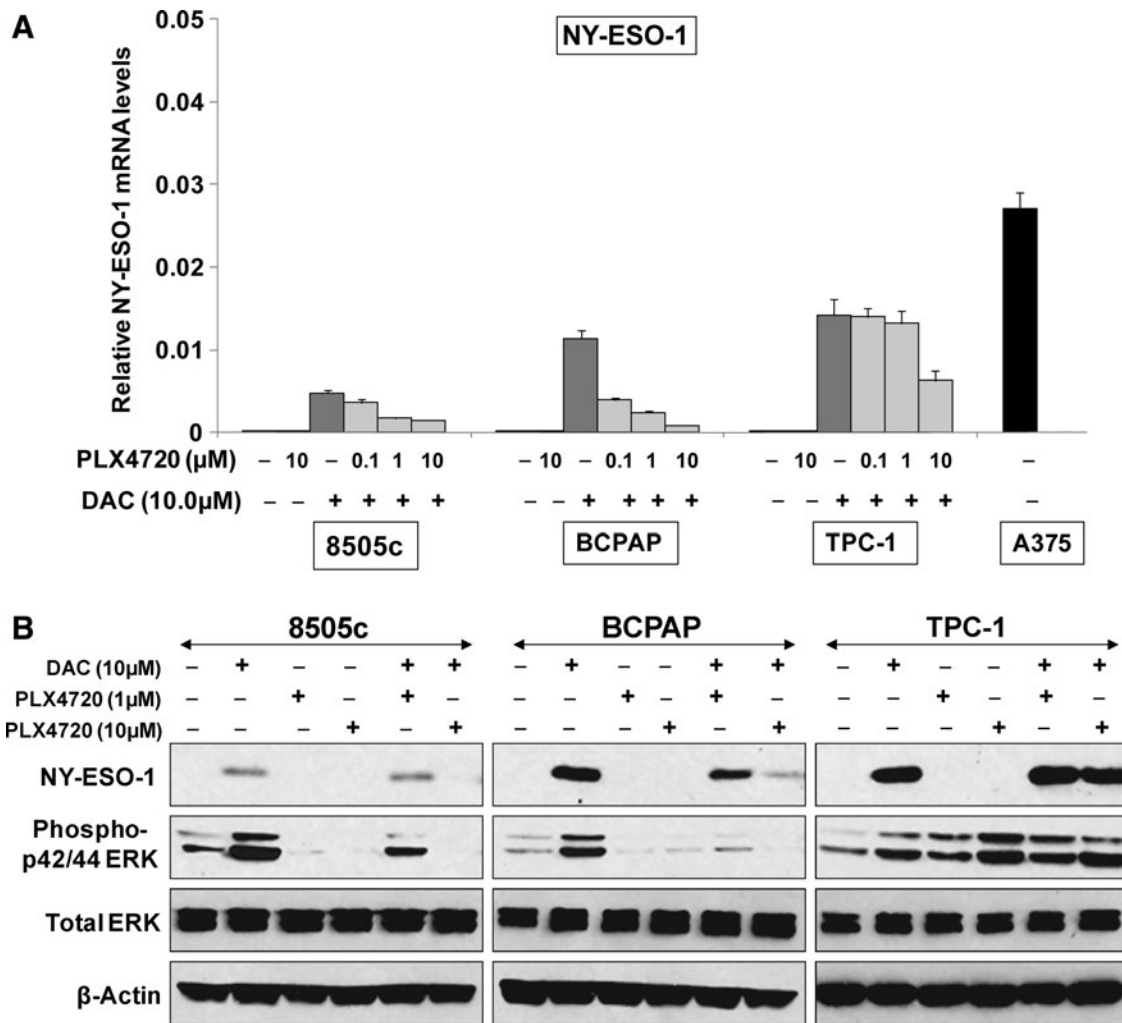 A
NY-ESO-1
Relative NY-ESO-1 mRNA levels
0.05
0.04
0.03
0.02
0.01
0
PLX4720 (µM) – 10 – 0.1 1 10 – 10 – 0.1 1 10 – 10 – 0.1 1 10 –
DAC (10.0µM) – – + + + + – – + + + + – – + + + + –
8505c BCPAP TPC-1 A375
B
8505c BCPAP TPC-1
DAC (10µM) – + – – + + – + – – + + – + – – + +
PLX4720 (1µM) – – + – + – – – + – + – – – + – + –
PLX4720 (10µM) – – – + – + – – – + – + – – – + – +
NY-ESO-1
Phospho-
p42/44 ERK
Total ERK
β-Actin